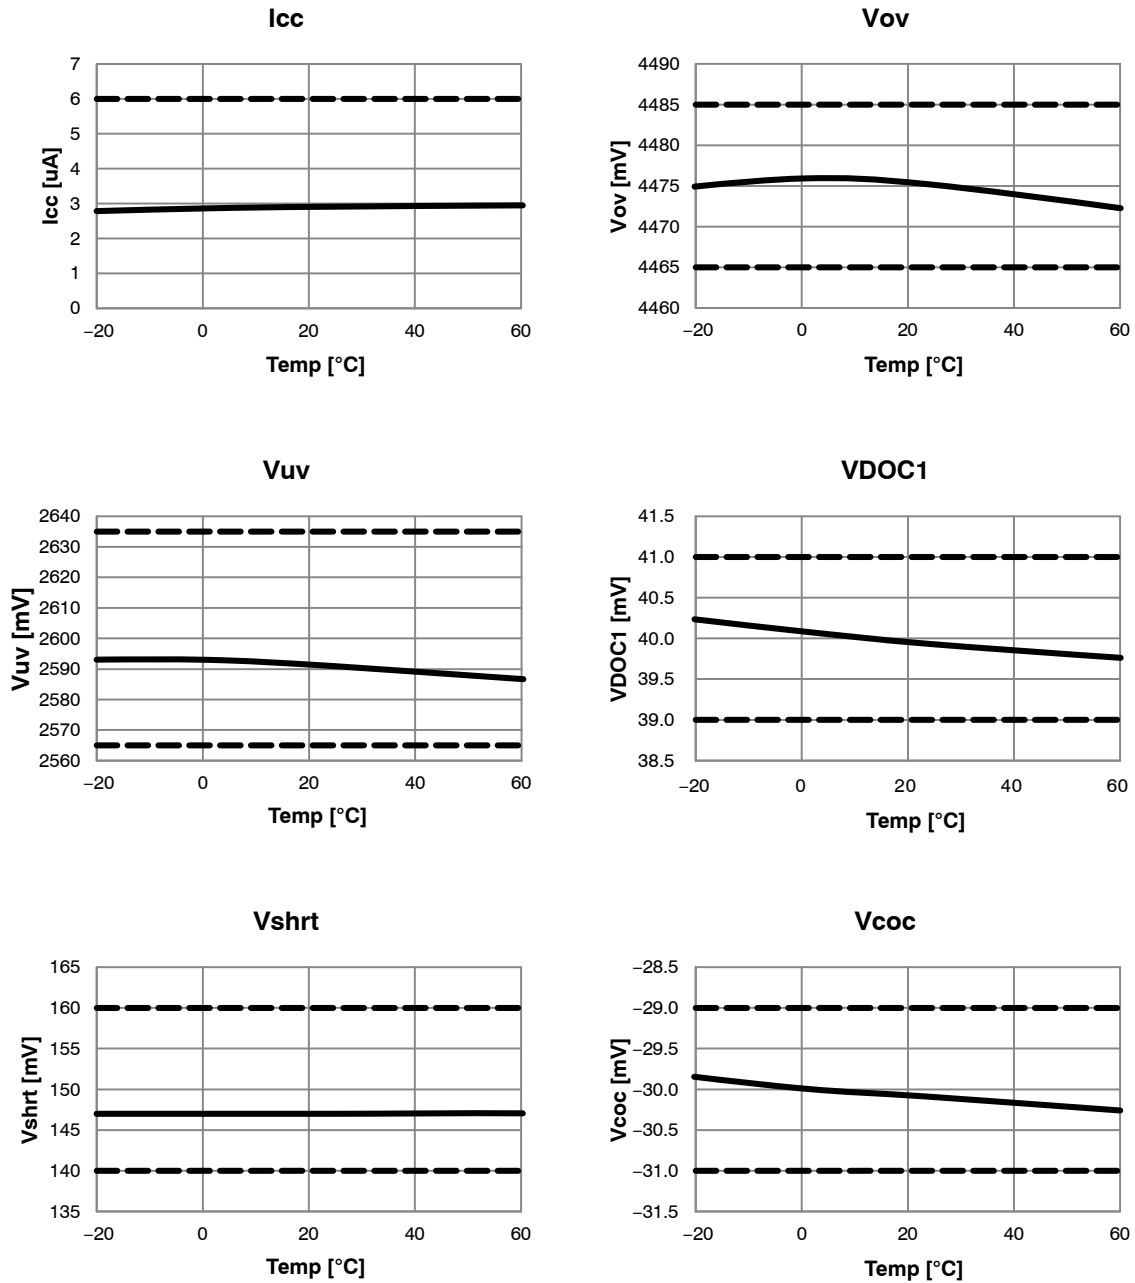 Icc
7
6
5
4
3
2
1
0
Icc [uA]
−20 0 20 40 60
Temp [°C]
Vov
4490
4485
4480
4475
4470
4465
4460
Vov [mV]
−20 0 20 40 60
Temp [°C]
Vuv
2640
2630
2620
2610
2600
2590
2580
2570
2560
Vuv [mV]
−20 0 20 40 60
Temp [°C]
VDOC1
41.5
41.0
40.5
40.0
39.5
39.0
38.5
VDOC1 [mV]
−20 0 20 40 60
Temp [°C]
Vshrt
165
160
155
150
145
140
135
Vshrt [mV]
−20 0 20 40 60
Temp [°C]
Vcoc
−28.5
−29.0
−29.5
−30.0
−30.5
−31.0
−31.5
Vcoc [mV]
−20 0 20 40 60
Temp [°C]